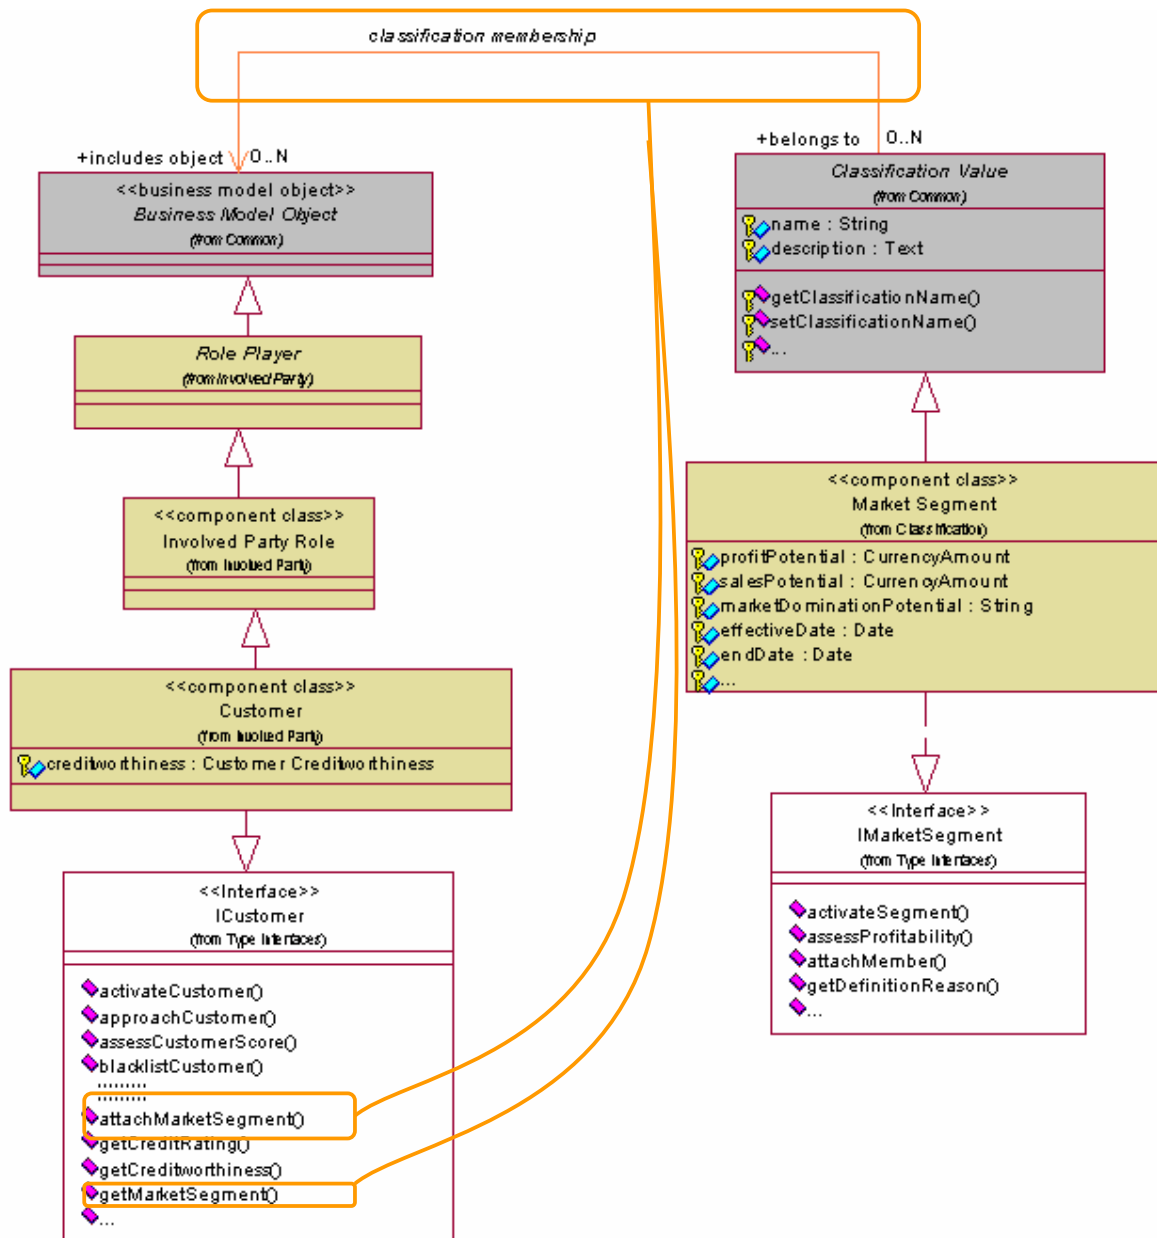 classification membership
+includes object
0..N
<<business model object>>
Business Model Object
(from Common)
Role Player
(from Involved Party)
<<component class>>
Involved Party Role
(from Involved Party)
<<component class>>
Customer
(from Involved Party)
creditworthiness : Customer Creditworthiness
<<Interface>>
ICustomer
(from Type Interfaces)
activateCustomer()
approachCustomer()
assessCustomerScore()
blacklistCustomer()
.........
.........
attachMarketSegment()
getCreditRating()
getCreditworthiness()
getMarketSegment()
...
+belongs to
0..N
Classification Value
(from Common)
name : String
description : Text
getClassificationName()
setClassificationName()
...
<<component class>>
Market Segment
(from Classification)
profitPotential : CurrencyAmount
salesPotential : CurrencyAmount
marketDominationPotential : String
effectiveDate : Date
endDate : Date
...
<<Interface>>
IMarketSegment
(from Type Interfaces)
activateSegment()
assessProfitability()
attachMember()
getDefinitionReason()
...